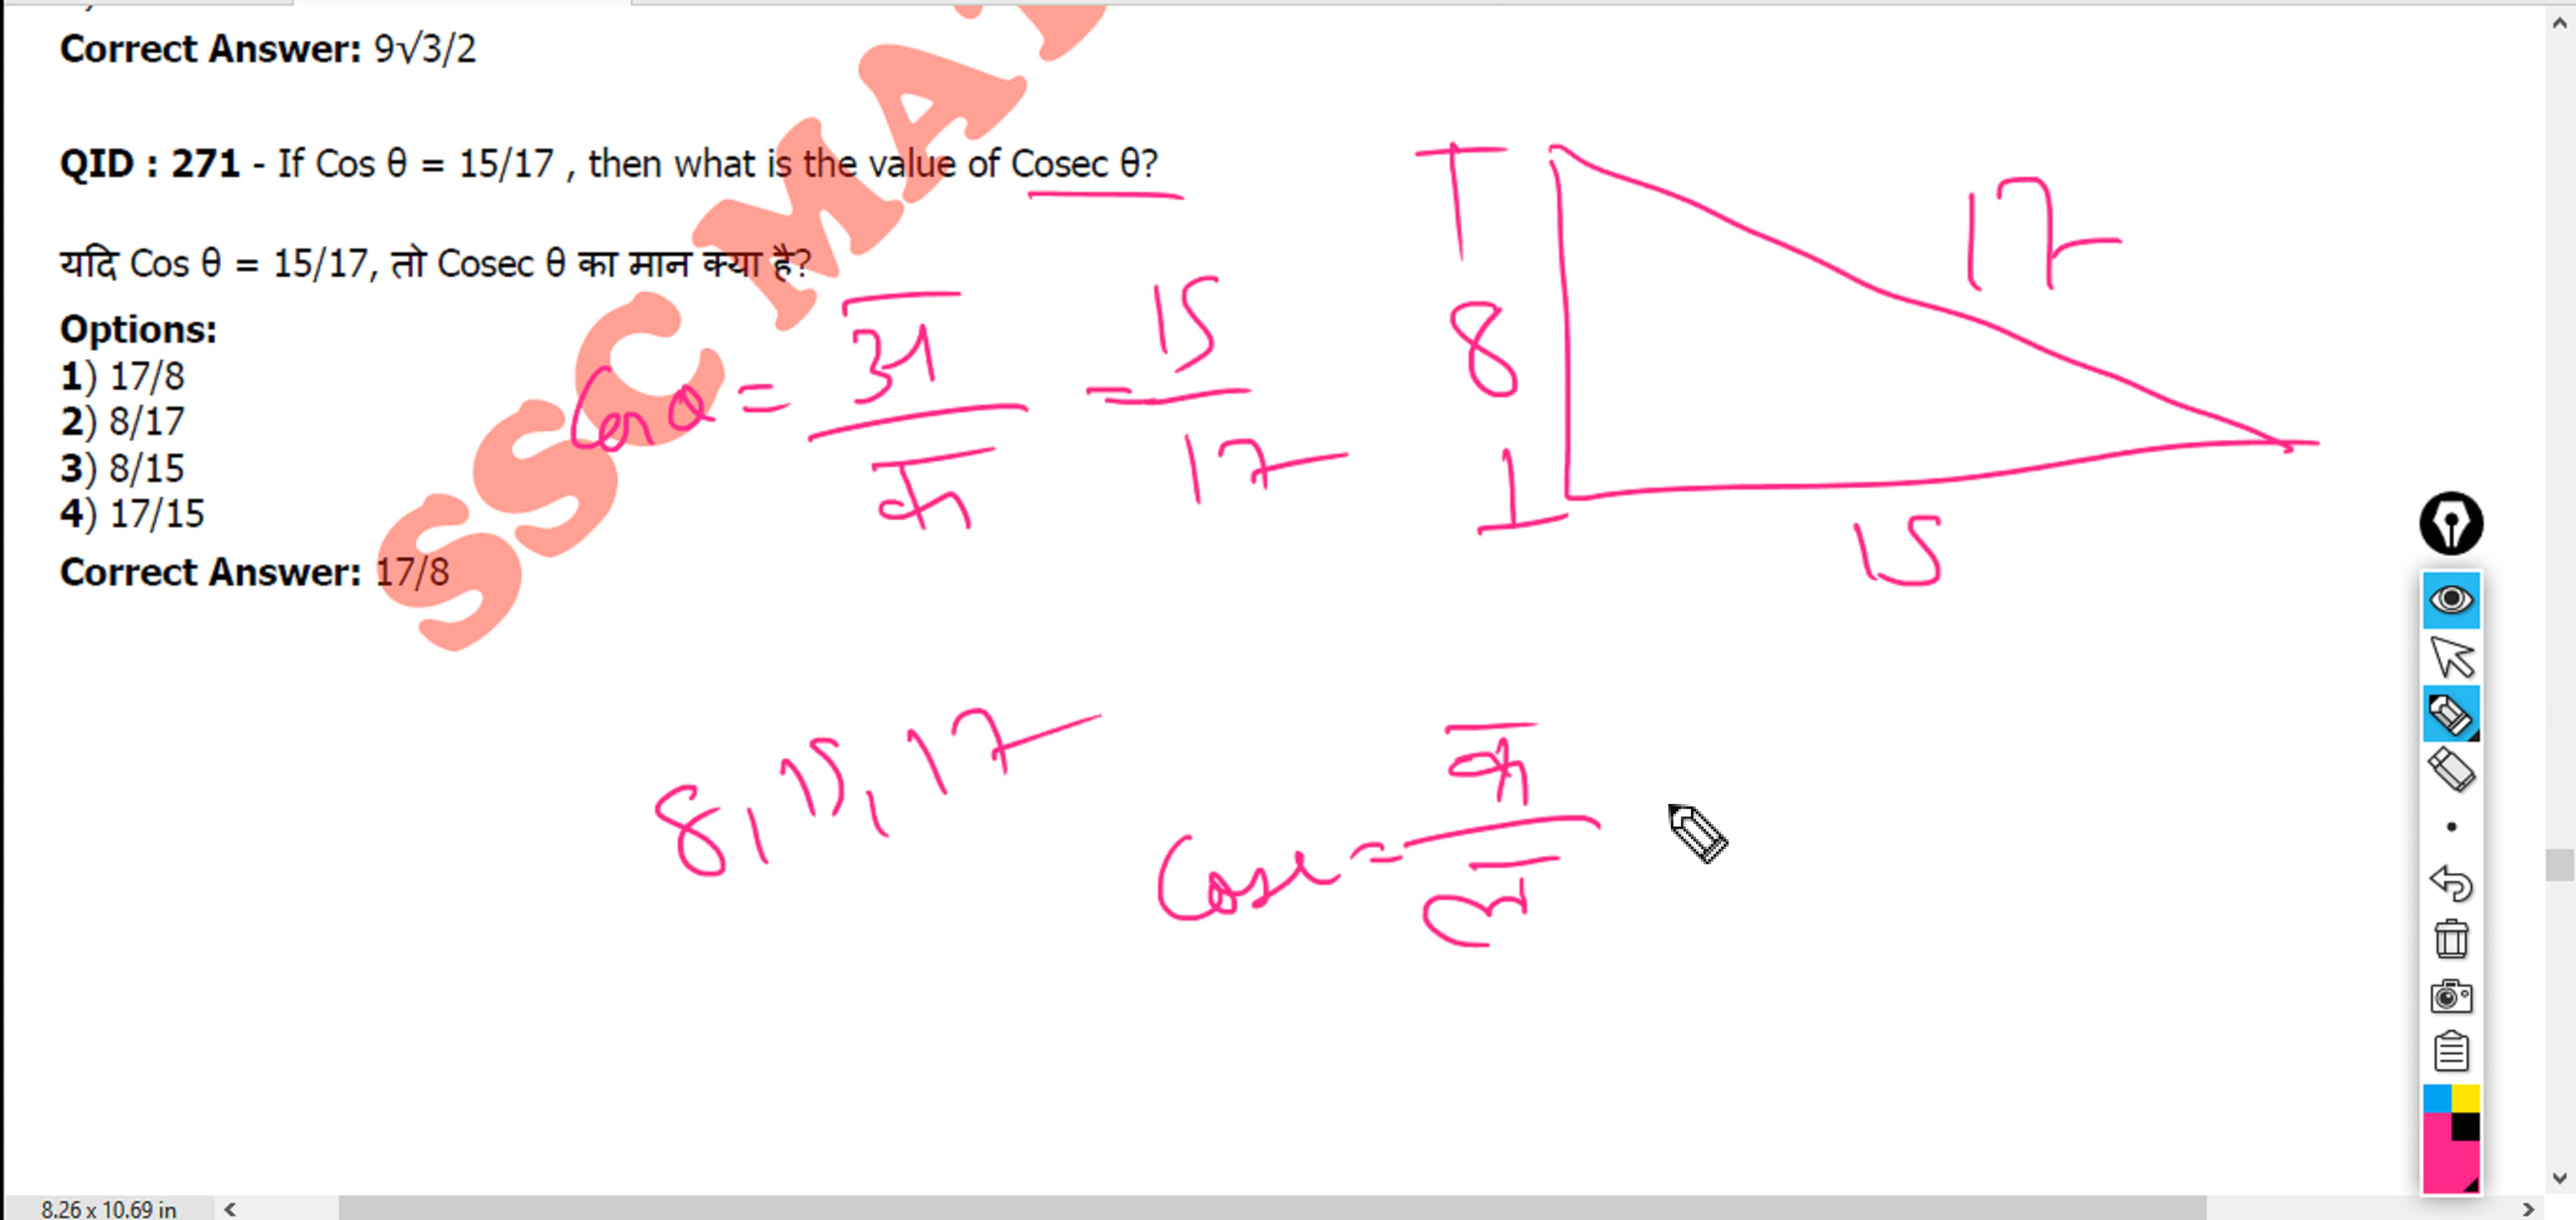 Correct Answer: 9√3/2
QID : 271 - If Cos θ = 15/17 , then what is the value of Cosec θ?
यदि Cos θ = 15/17, तो Cosec θ का मान क्या है?
Options:
1) 17/8
2) 8/17
3) 8/15
4) 17/15
Correct Answer: 17/8
SSC MA
Cos θ = आ/क = 15/17
17
8
15
8, 15, 17
Cosec = क/ल
8.26 x 10.69 in